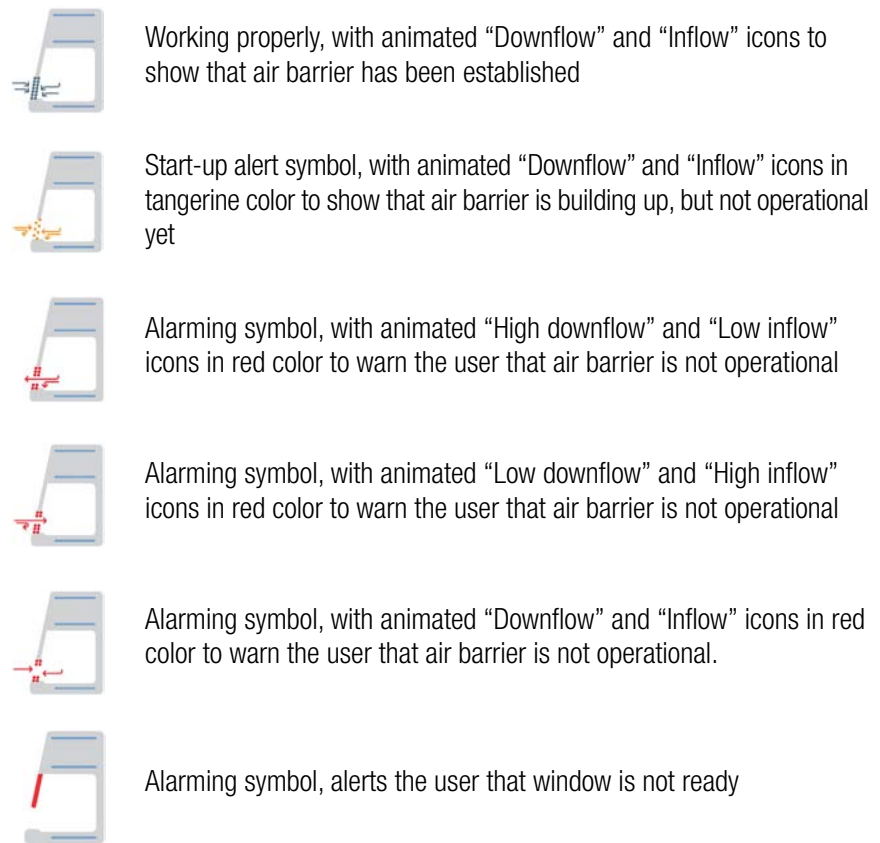 Working properly, with animated “Downflow” and “Inflow” icons to
show that air barrier has been established
Start-up alert symbol, with animated “Downflow” and “Inflow” icons in
tangerine color to show that air barrier is building up, but not operational
yet
Alarming symbol, with animated “High downflow” and “Low inflow”
icons in red color to warn the user that air barrier is not operational
Alarming symbol, with animated “Low downflow” and “High inflow”
icons in red color to warn the user that air barrier is not operational
Alarming symbol, with animated “Downflow” and “Inflow” icons in red
color to warn the user that air barrier is not operational.
Alarming symbol, alerts the user that window is not ready